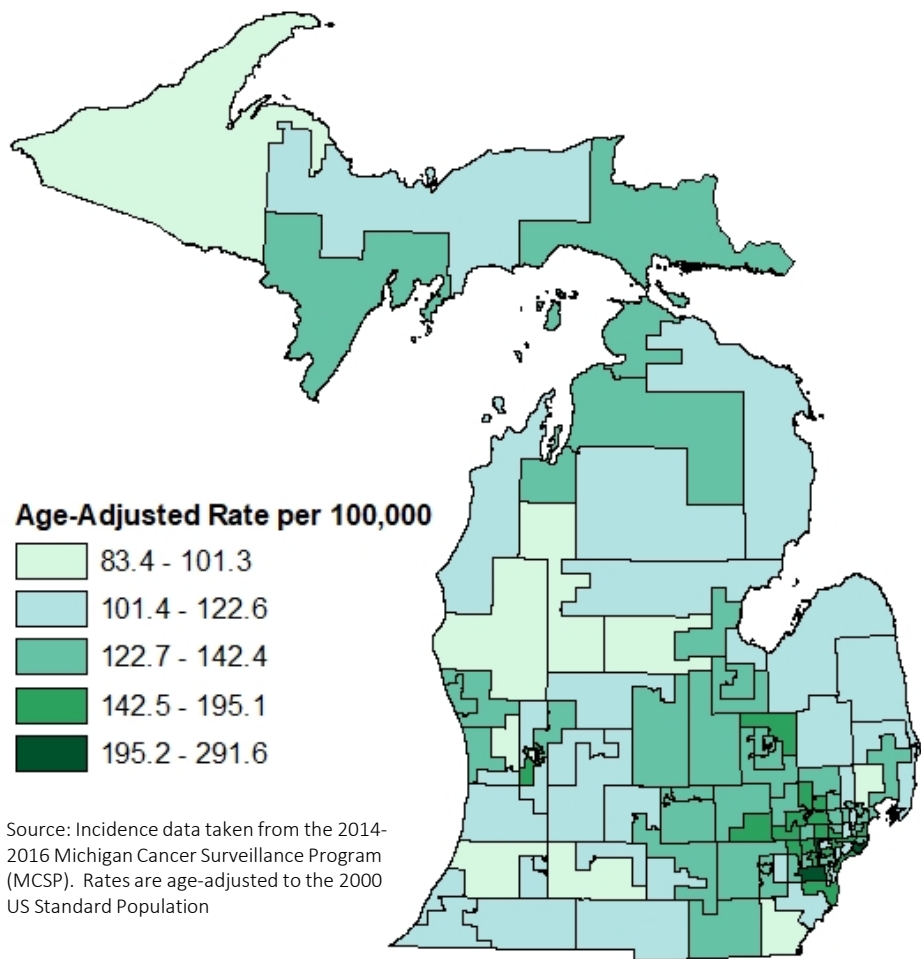 Age-Adjusted Rate per 100,000
83.4 - 101.3
101.4 - 122.6
122.7 - 142.4
142.5 - 195.1
195.2 - 291.6
Source: Incidence data taken from the 2014-
2016 Michigan Cancer Surveillance Program
(MCSP). Rates are age-adjusted to the 2000
US Standard Population